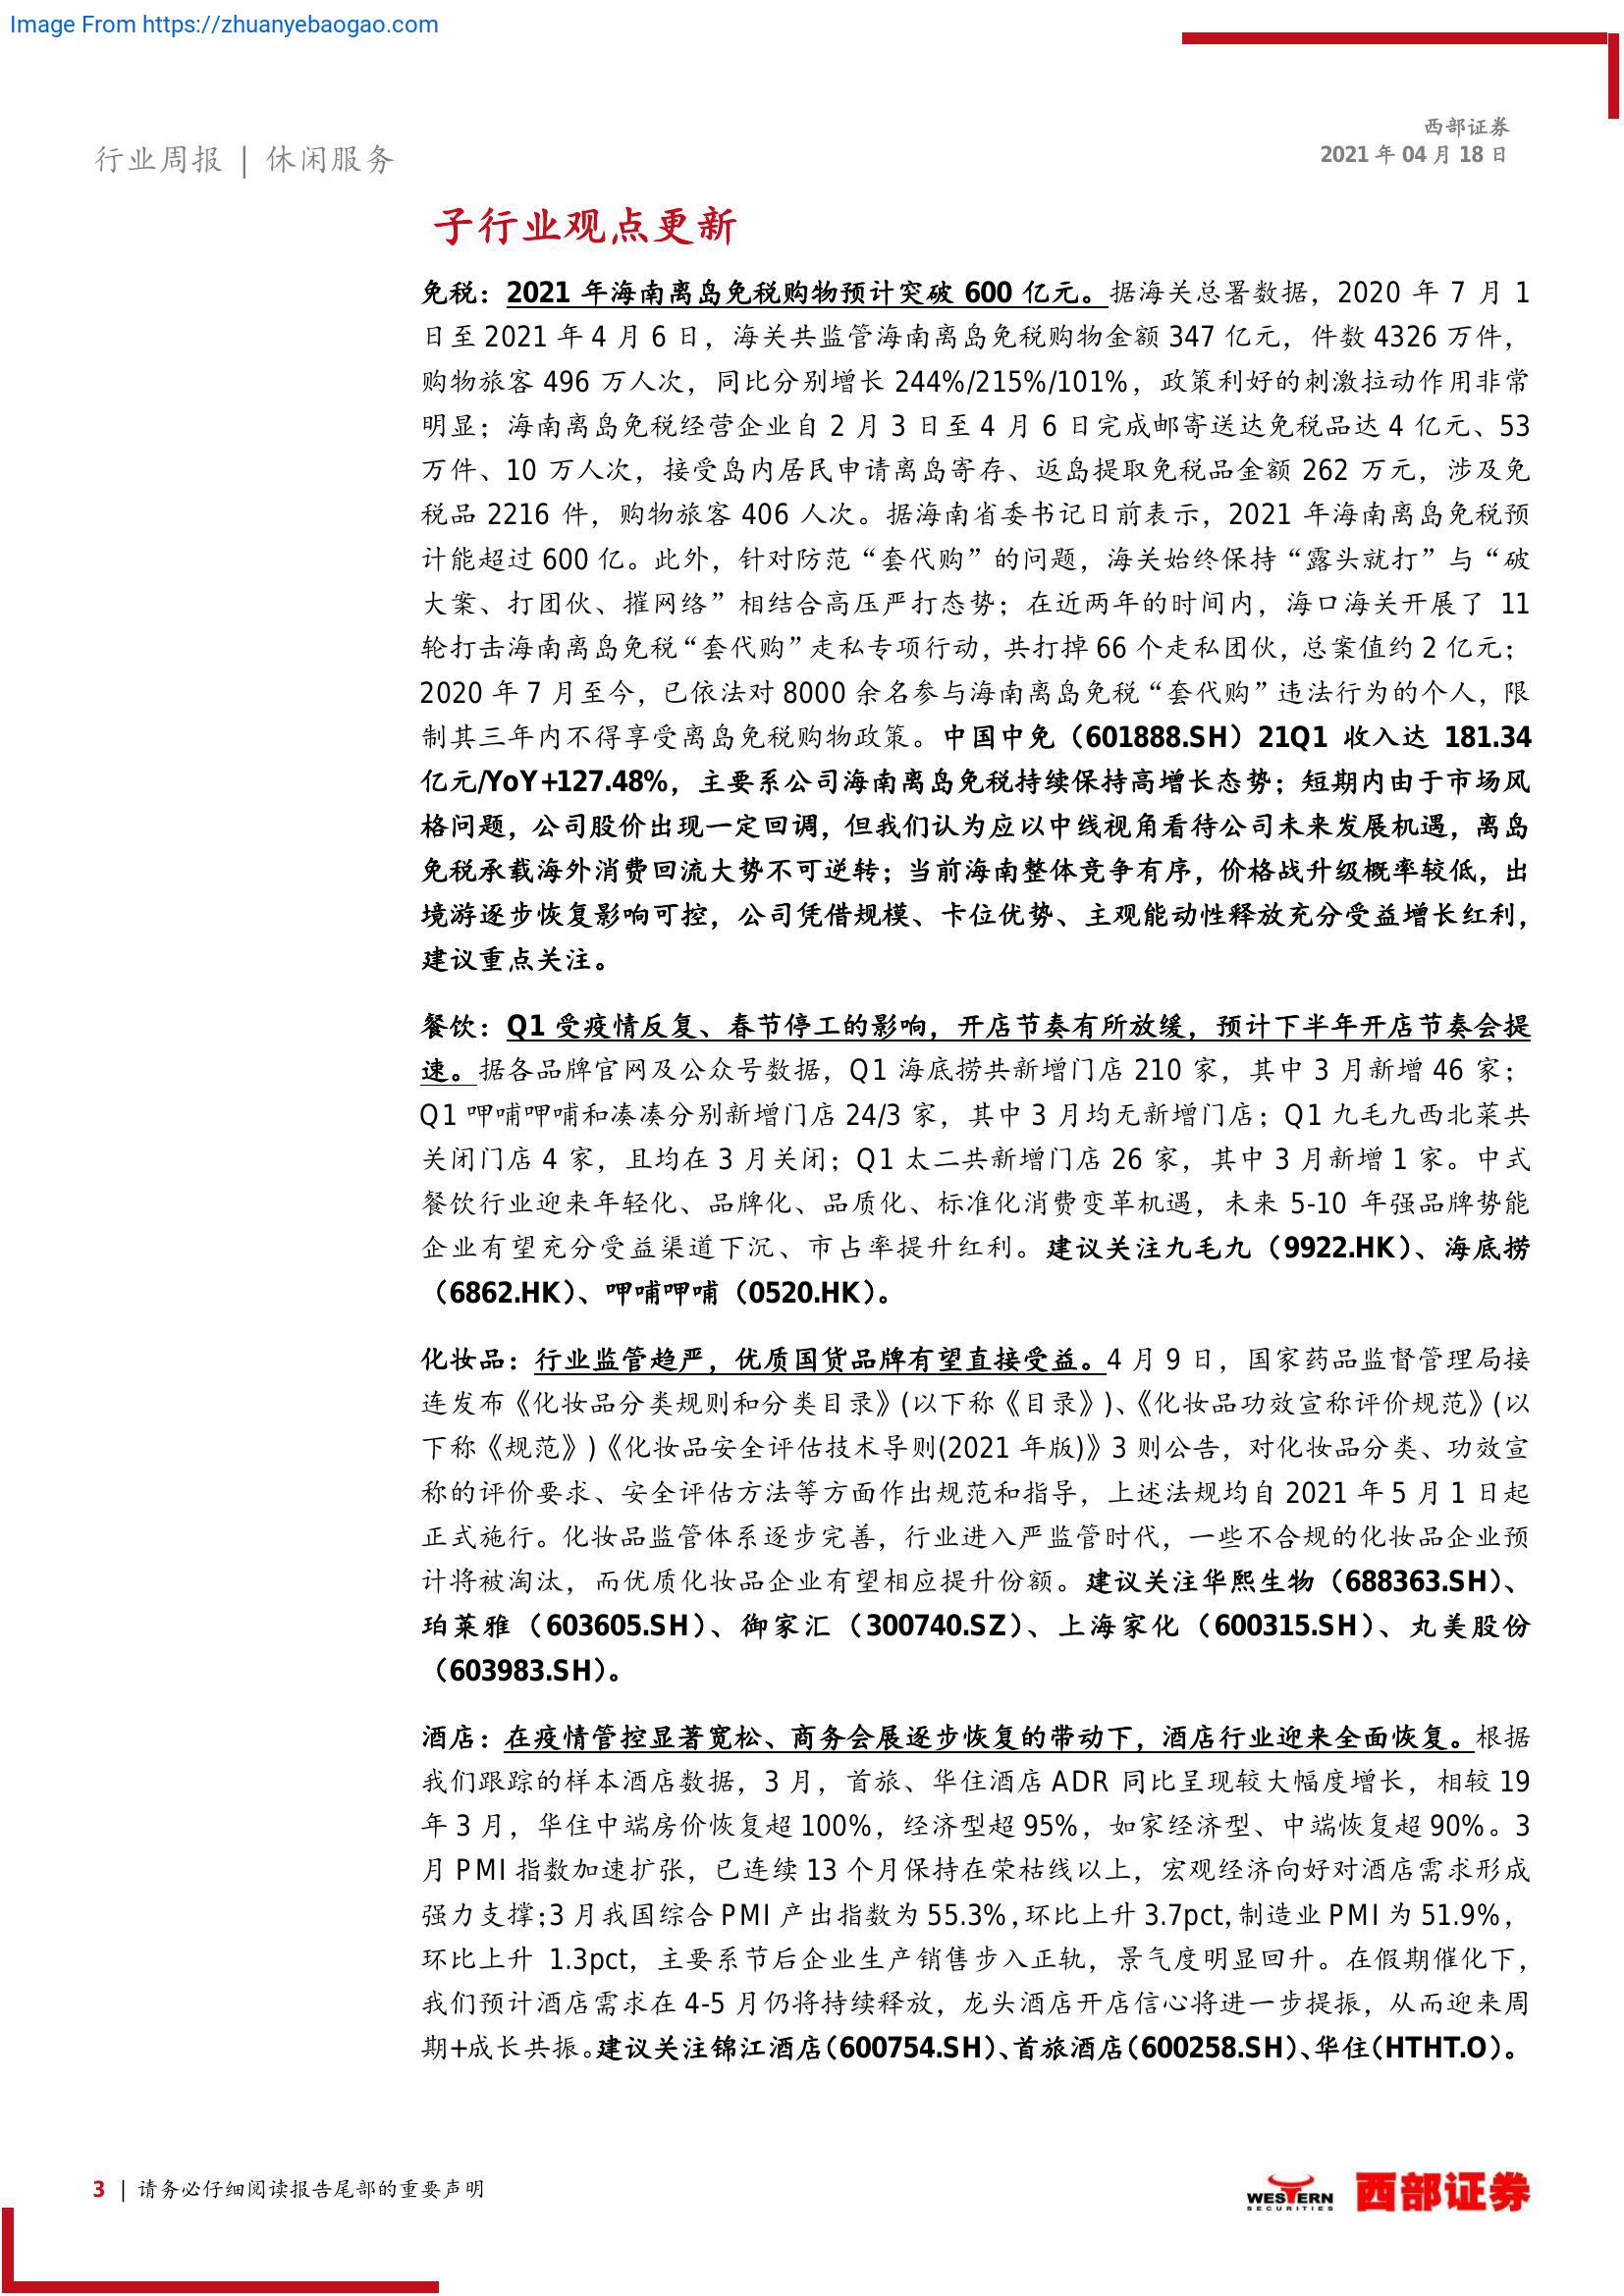 Image From https://zhuanyebaogao.com
西部证券
2021 年 04 月 18 日
行业周报 | 休闲服务
子行业观点更新
免税：2021 年海南离岛免税购物预计突破 600 亿元。据海关总署数据，2020 年 7 月 1
日至 2021 年 4 月 6 日，海关共监管海南离岛免税购物金额 347 亿元，件数 4326 万件，
购物旅客 496 万人次，同比分别增长 244%/215%/101%，政策利好的刺激拉动作用非常
明显；海南离岛免税经营企业自 2 月 3 日至 4 月 6 日完成邮寄送达免税品达 4 亿元、53
万件、10 万人次，接受岛内居民申请离岛寄存、返岛提取免税品金额 262 万元，涉及免
税品 2216 件，购物旅客 406 人次。据海南省委书记日前表示，2021 年海南离岛免税预
计能超过 600 亿。此外，针对防范“套代购”的问题，海关始终保持“露头就打”与“破
大案、打团伙、摧网络”相结合高压严打态势；在近两年的时间内，海口海关开展了 11
轮打击海南离岛免税“套代购”走私专项行动，共打掉 66 个走私团伙，总案值约 2 亿元；
2020 年 7 月至今，已依法对 8000 余名参与海南离岛免税“套代购”违法行为的个人，限
制其三年内不得享受离岛免税购物政策。中国中免（601888.SH）21Q1 收入达 181.34
亿元/YoY+127.48%，主要系公司海南离岛免税持续保持高增长态势；短期内由于市场风
格问题，公司股价出现一定回调，但我们认为应以中线视角看待公司未来发展机遇，离岛
免税承载海外消费回流大势不可逆转；当前海南整体竞争有序，价格战升级概率较低，出
境游逐步恢复影响可控，公司凭借规模、卡位优势、主观能动性释放充分受益增长红利，
建议重点关注。
餐饮：Q1 受疫情反复、春节停工的影响，开店节奏有所放缓，预计下半年开店节奏会提
速。据各品牌官网及公众号数据，Q1 海底捞共新增门店 210 家，其中 3 月新增 46 家；
Q1 呷哺呷哺和凑凑分别新增门店 24/3 家，其中 3 月均无新增门店；Q1 九毛九西北菜共
关闭门店 4 家，且均在 3 月关闭；Q1 太二共新增门店 26 家，其中 3 月新增 1 家。中式
餐饮行业迎来年轻化、品牌化、品质化、标准化消费变革机遇，未来 5-10 年强品牌势能
企业有望充分受益渠道下沉、市占率提升红利。建议关注九毛九（9922.HK）、海底捞
（6862.HK）、呷哺呷哺（0520.HK）。
化妆品：行业监管趋严，优质国货品牌有望直接受益。4 月 9 日，国家药品监督管理局接
连发布《化妆品分类规则和分类目录》(以下称《目录》)、《化妆品功效宣称评价规范》(以
下称《规范》)《化妆品安全评估技术导则(2021 年版)》3 则公告，对化妆品分类、功效宣
称的评价要求、安全评估方法等方面作出规范和指导，上述法规均自 2021 年 5 月 1 日起
正式施行。化妆品监管体系逐步完善，行业进入严监管时代，一些不合规的化妆品企业预
计将被淘汰，而优质化妆品企业有望相应提升份额。建议关注华熙生物（688363.SH）、
珀莱雅（603605.SH）、御家汇（300740.SZ）、上海家化（600315.SH）、丸美股份
（603983.SH）。
酒店：在疫情管控显著宽松、商务会展逐步恢复的带动下，酒店行业迎来全面恢复。根据
我们跟踪的样本酒店数据，3 月，首旅、华住酒店 ADR 同比呈现较大幅度增长，相较 19
年 3 月，华住中端房价恢复超 100%，经济型超 95%，如家经济型、中端恢复超 90%。3
月 PMI 指数加速扩张，已连续 13 个月保持在荣枯线以上，宏观经济向好对酒店需求形成
强力支撑；3 月我国综合 PMI 产出指数为 55.3%，环比上升 3.7pct，制造业 PMI 为 51.9%，
环比上升 1.3pct，主要系节后企业生产销售步入正轨，景气度明显回升。在假期催化下，
我们预计酒店需求在 4-5 月仍将持续释放，龙头酒店开店信心将进一步提振，从而迎来周
期+成长共振。建议关注锦江酒店（600754.SH）、首旅酒店（600258.SH）、华住（HTHT.O）。
3 | 请务必仔细阅读报告尾部的重要声明
WESTERN
SECURITIES
西部证券